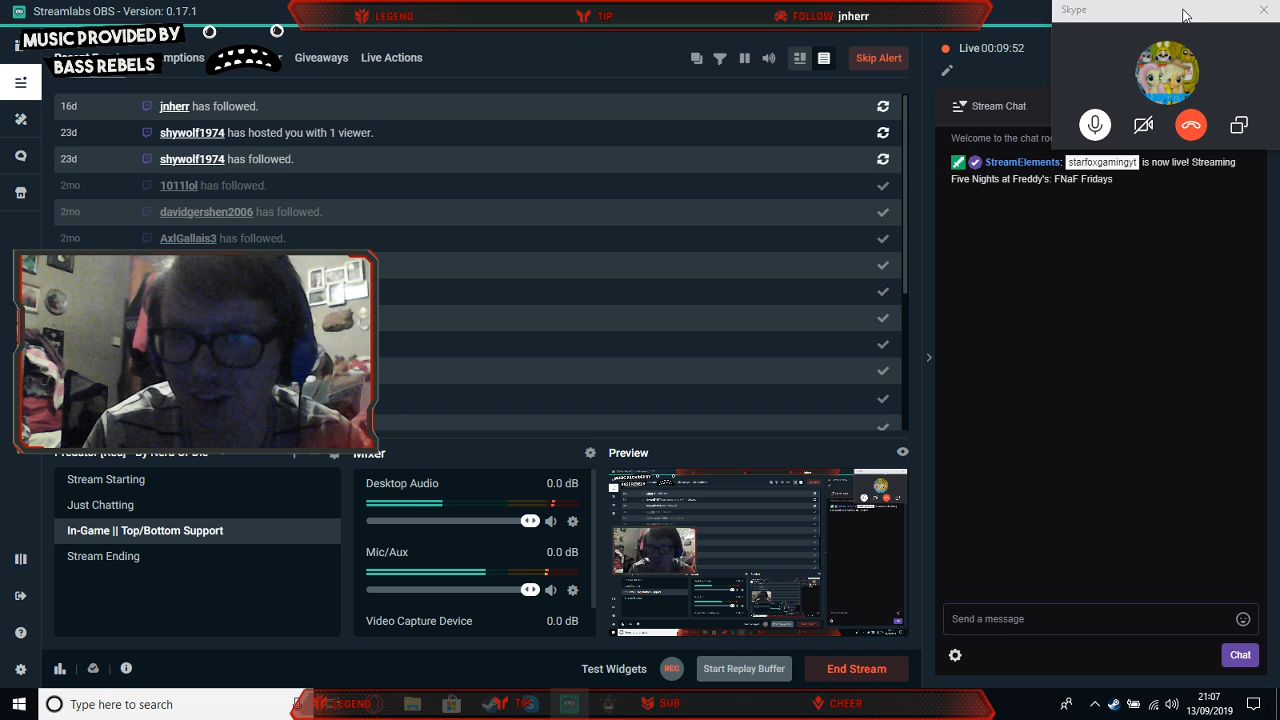 Streamlabs OBS - Version: 0.17.1
LEGEND
TIP
FOLLOW jnherr
Skype
MUSIC PROVIDED BY
BASS REBELS
Giveaways
Live Actions
Skip Alert
Live 00:09:52
16d jnherr has followed.
23d shywolf1974 has hosted you with 1 viewer.
23d shywolf1974 has followed.
2mo 1011lol has followed.
2mo davidgershen2006 has followed.
2mo AxlGallais3 has followed.
Stream Chat
StreamElements: starfoxgamingyt is now live! Streaming
Five Nights at Freddy's: FNaF Fridays
Mixer
Preview
Stream Starting
Just Chatting
In-Game || Top/Bottom Support
Stream Ending
Desktop Audio 0.0 dB
Mic/Aux 0.0 dB
Video Capture Device 0.0 dB
Send a message
Chat
Test Widgets
REC
Start Replay Buffer
End Stream
Type here to search
LEGEND
TIP
SUB
CHEER
21:07
13/09/2019